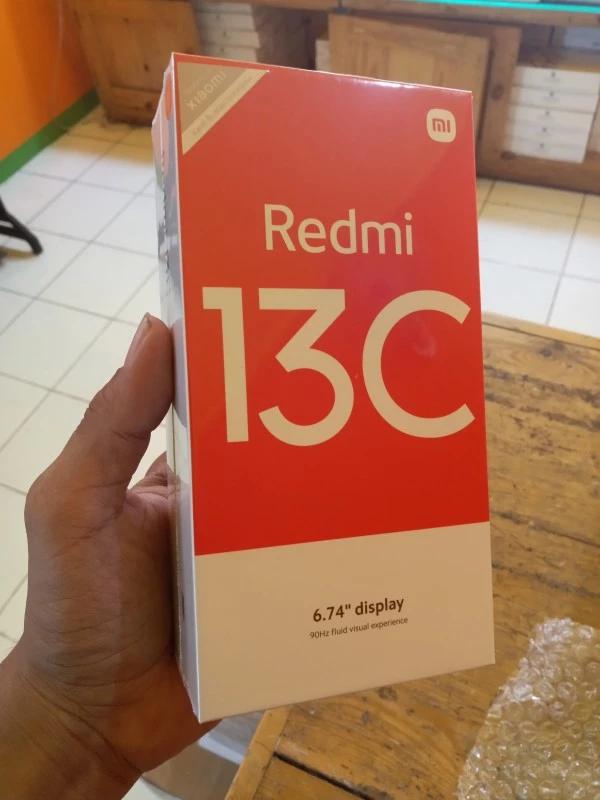 xiaomi
mi
Redmi
13C
6.74" display
90Hz fluid visual experience